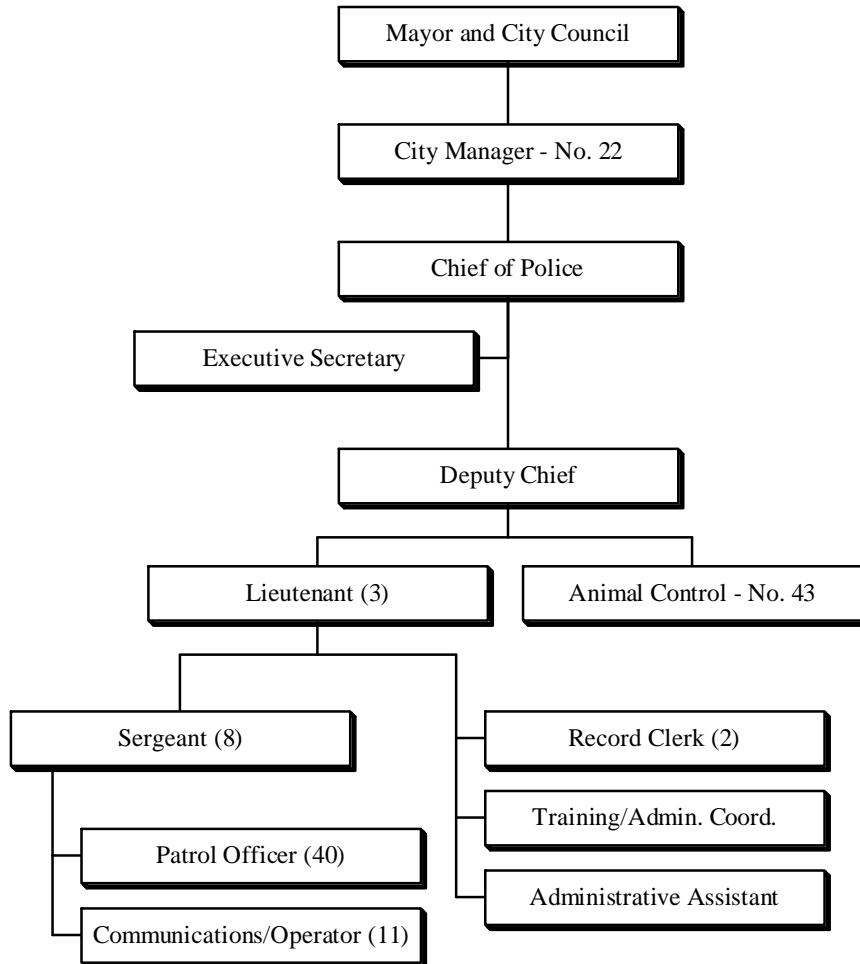 Mayor and City Council
City Manager - No. 22
Chief of Police
Executive Secretary
Deputy Chief
Lieutenant (3)
Animal Control - No. 43
Sergeant (8)
Record Clerk (2)
Training/Admin. Coord.
Patrol Officer (40)
Administrative Assistant
Communications/Operator (11)